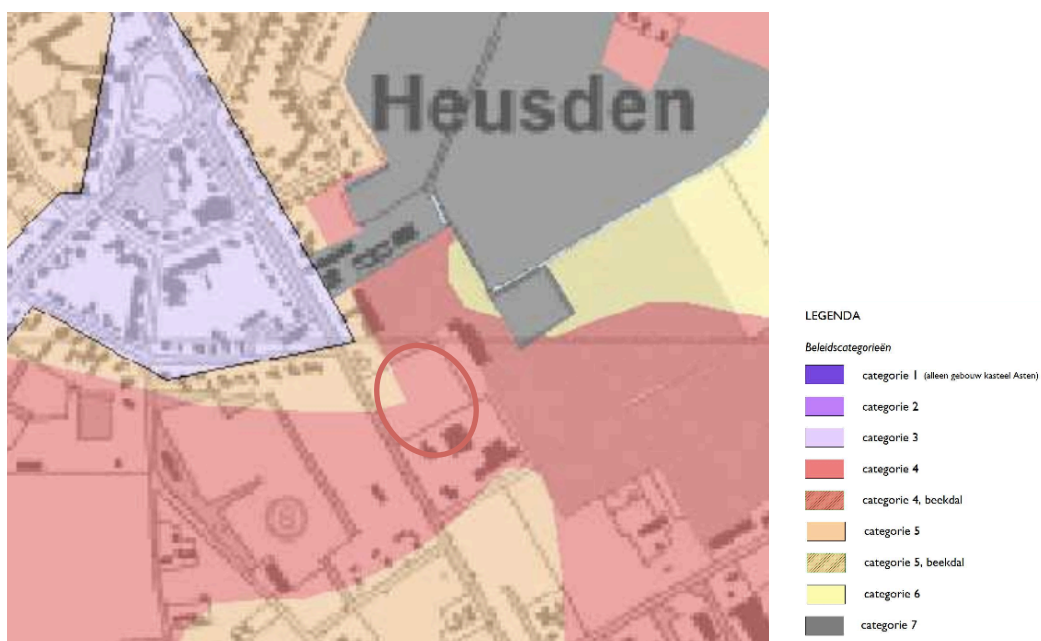 Heusden
LEGENDA
Beleidscategorieën
categorie 1 (alleen gebouw kasteel Asten)
categorie 2
categorie 3
categorie 4
categorie 4, beekdal
categorie 5
categorie 5, beekdal
categorie 6
categorie 7